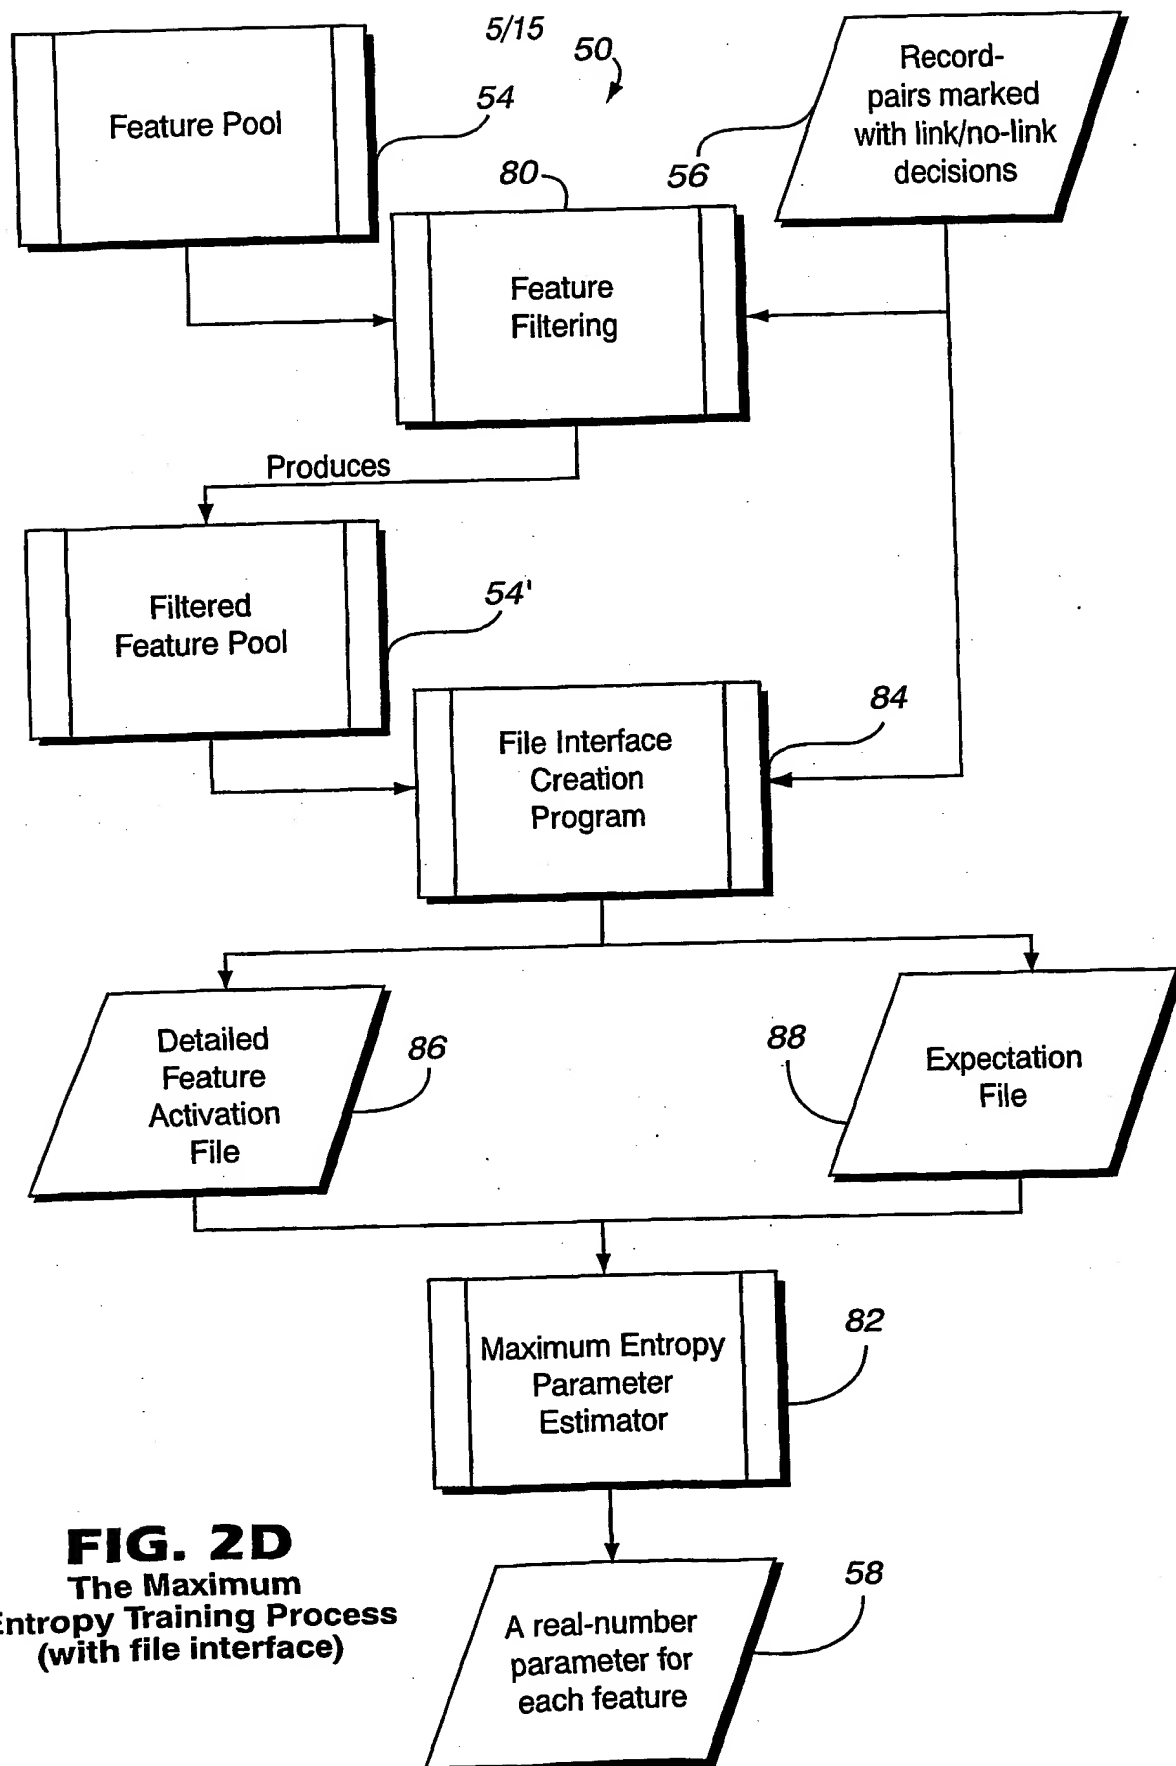 5/15
50
Feature Pool
54
Record-
pairs marked
with link/no-link
decisions
56
80
Feature
Filtering
Produces
Filtered
Feature Pool
54'
File Interface
Creation
Program
84
Detailed
Feature
Activation
File
86
88
Expectation
File
Maximum Entropy
Parameter
Estimator
82
A real-number
parameter for
each feature
58
FIG. 2D
The Maximum
Entropy Training Process
(with file interface)